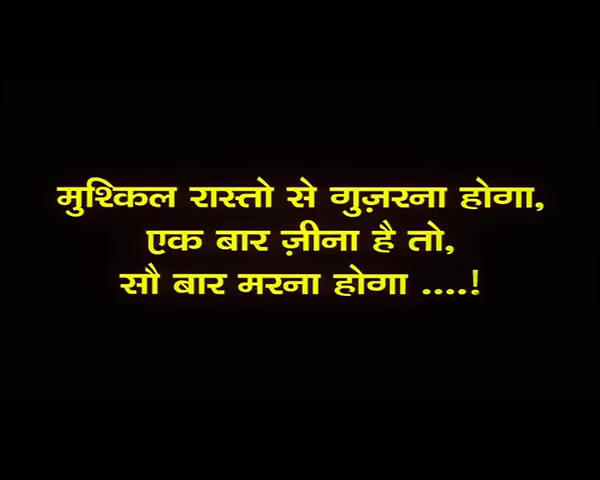 मुश्किल रास्तो से गुज़रना होगा,
एक बार ज़ीना है तो,
सौ बार मरना होगा ....!